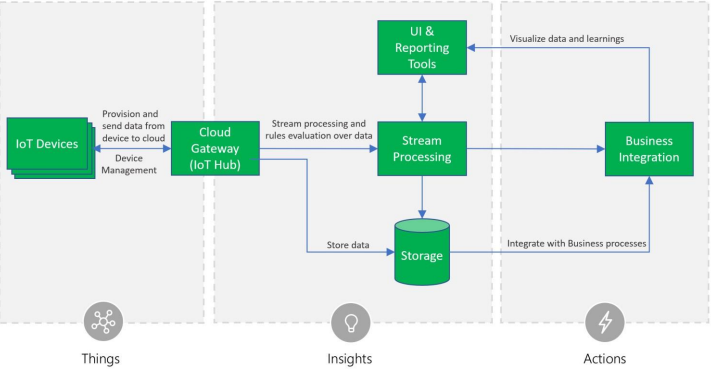 UI &
Reporting
Tools
Visualize data and learnings
Provision and
send data from
device to cloud
Device
Management
IoT Devices
Cloud
Gateway
(IoT Hub)
Stream processing and
rules evaluation over data
Stream
Processing
Business
Integration
Store data
Storage
Integrate with Business processes
Things
Insights
Actions